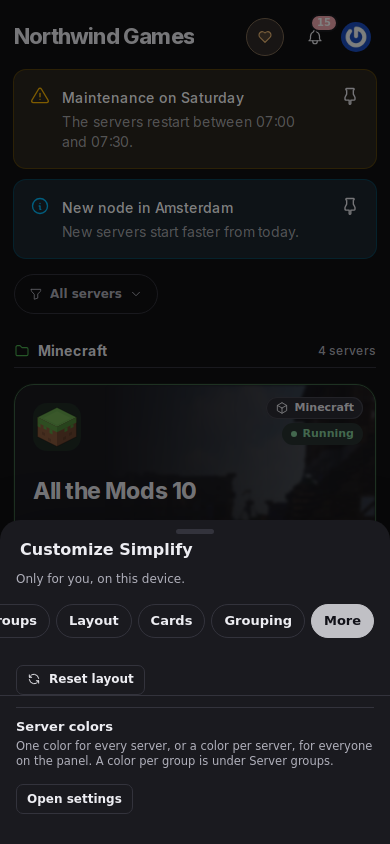 Northwind Games
15
Maintenance on Saturday
The servers restart between 07:00
and 07:30.
New node in Amsterdam
New servers start faster from today.
All servers
Minecraft
4 servers
Minecraft
Running
All the Mods 10
Customize Simplify
Only for you, on this device.
roups
Layout
Cards
Grouping
More
Reset layout
Server colors
One color for every server, or a color per server, for everyone
on the panel. A color per group is under Server groups.
Open settings